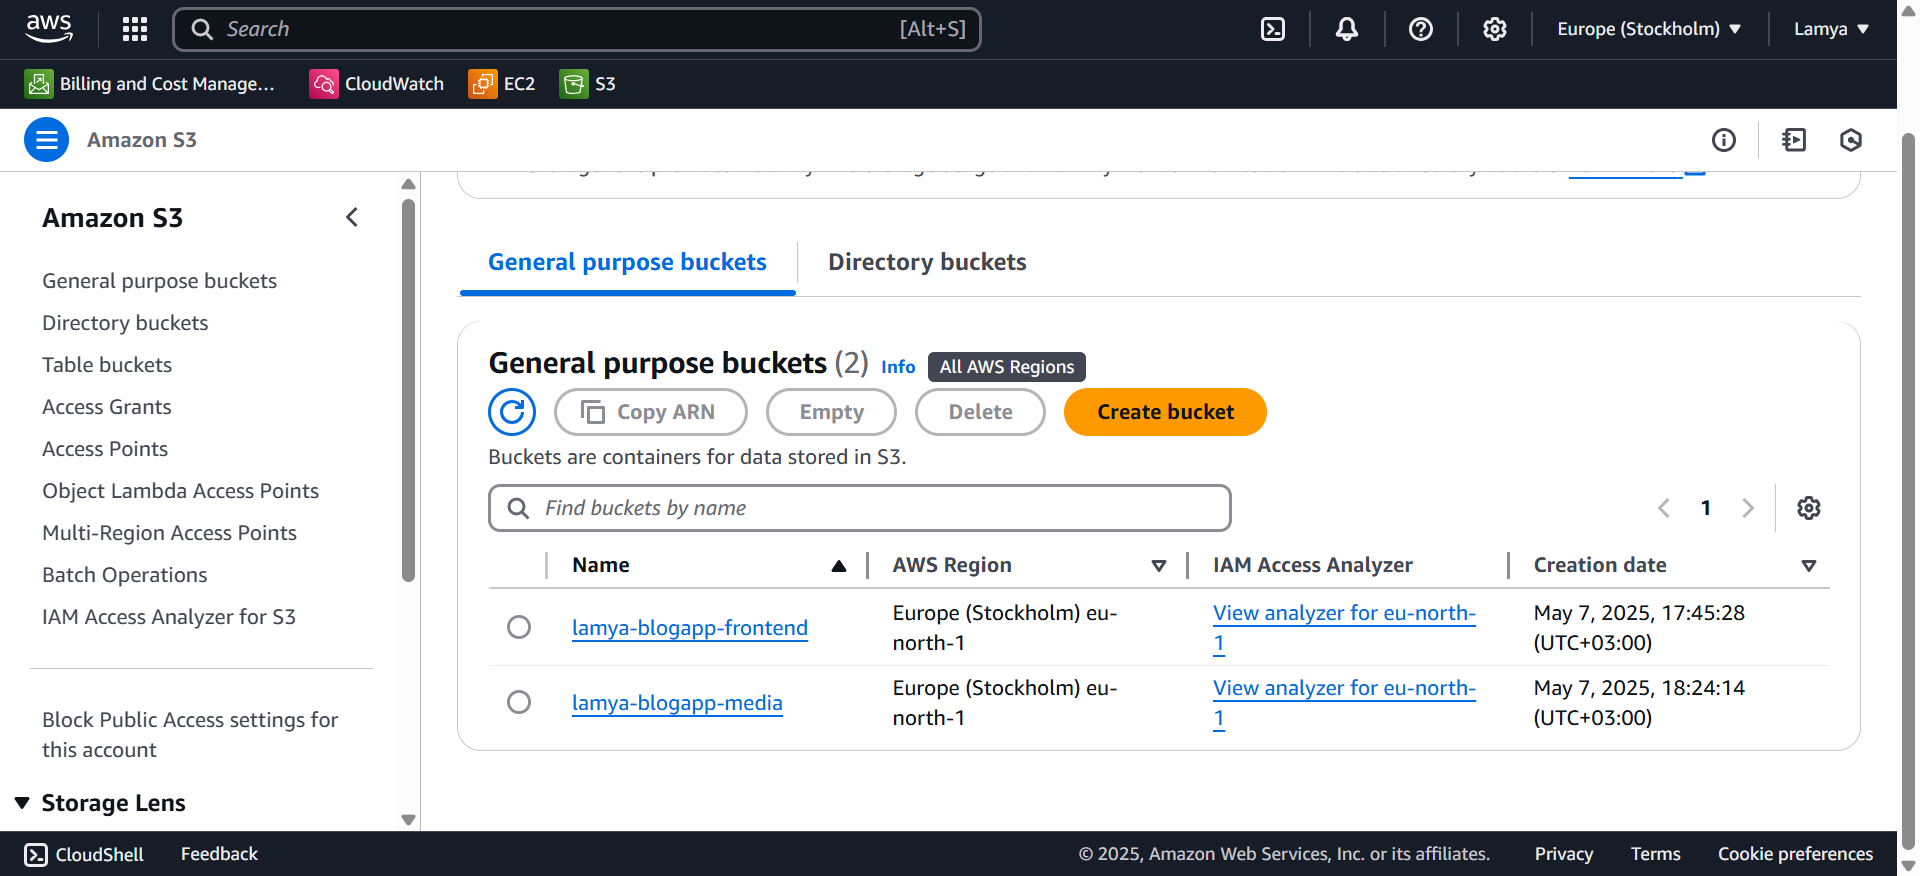 aws
Search [Alt+S]
Europe (Stockholm)
Lamya
Billing and Cost Manage...
CloudWatch
EC2
S3
Amazon S3
Amazon S3
General purpose buckets
Directory buckets
Table buckets
Access Grants
Access Points
Object Lambda Access Points
Multi-Region Access Points
Batch Operations
IAM Access Analyzer for S3
Block Public Access settings for
this account
Storage Lens
General purpose buckets
Directory buckets
General purpose buckets (2) Info All AWS Regions
Copy ARN
Empty
Delete
Create bucket
Buckets are containers for data stored in S3.
Find buckets by name
1
Name
AWS Region
IAM Access Analyzer
Creation date
lamya-blogapp-frontend
Europe (Stockholm) eu-
north-1
View analyzer for eu-north-
1
May 7, 2025, 17:45:28
(UTC+03:00)
lamya-blogapp-media
Europe (Stockholm) eu-
north-1
View analyzer for eu-north-
1
May 7, 2025, 18:24:14
(UTC+03:00)
CloudShell
Feedback
© 2025, Amazon Web Services, Inc. or its affiliates.
Privacy
Terms
Cookie preferences